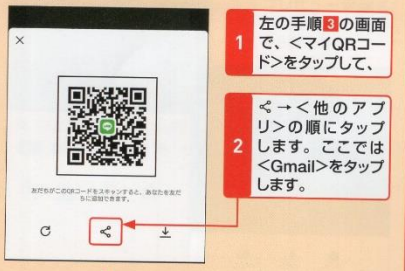 ×
友だちがこのQRコードをスキャンすると、あなたを友だ
ちに追加できます。
1
左の手順3の画面
で、<マイQRコー
ド>をタップして、
2
→<他のアプ
リ>の順にタップ
します。ここでは
<Gmail>をタップ
します。